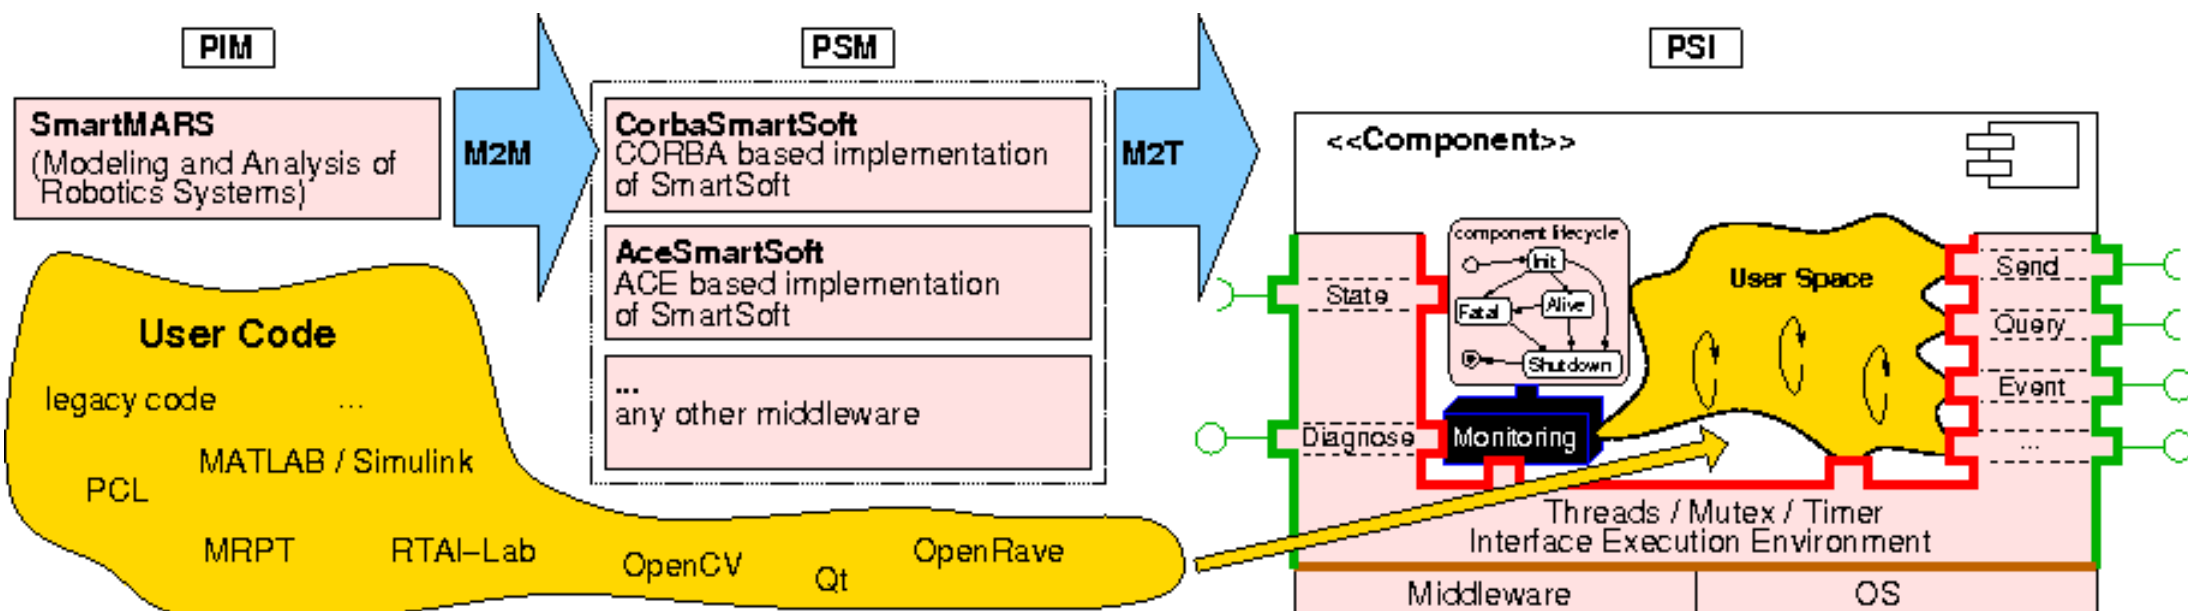 PIM
SmartMARS
(Modeling and Analysis of
Robotics Systems)
M2M
PSM
CorbaSmartSoft
CORBA based implementation
of SmartSoft
AceSmartSoft
ACE based implementation
of SmartSoft
...
any other middleware
M2T
User Code
legacy code
...
MATLAB / Simulink
PCL
MRPT
RTAI-Lab
OpenCV
Qt
OpenRave
PSI
<<Component>>
component lifecycle
Init
Fatal
Alive
Shutdown
User Space
State
Diagnose
Monitoring
Send
Query
Event
...
Threads / Mutex / Timer
Interface Execution Environment
Middleware
OS